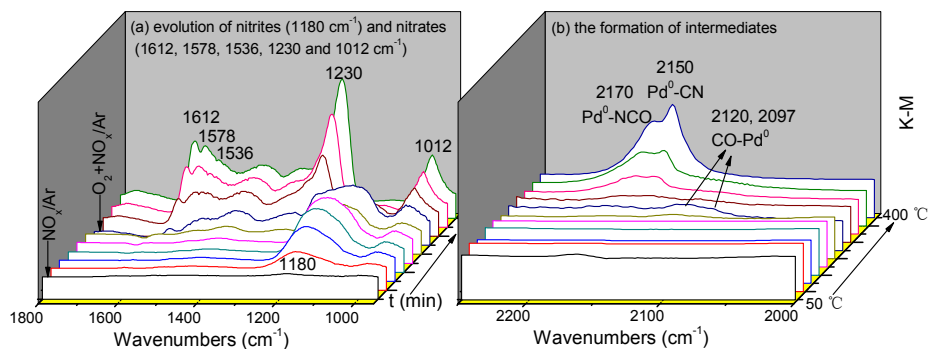 (a) evolution of nitrites (1180 cm⁻¹) and nitrates
(1612, 1578, 1536, 1230 and 1012 cm⁻¹)
1230
1612
1578
1536
1012
NOₓ/Ar
O₂+NOₓ/Ar
1180
t (min)
1800
1600
1400
1200
1000
Wavenumbers (cm⁻¹)
(b) the formation of intermediates
2150
2170
Pd⁰-CN
Pd⁰-NCO
2120, 2097
CO-Pd⁰
K-M
400 ℃
50 ℃
2200
2100
2000
Wavenumbers (cm⁻¹)